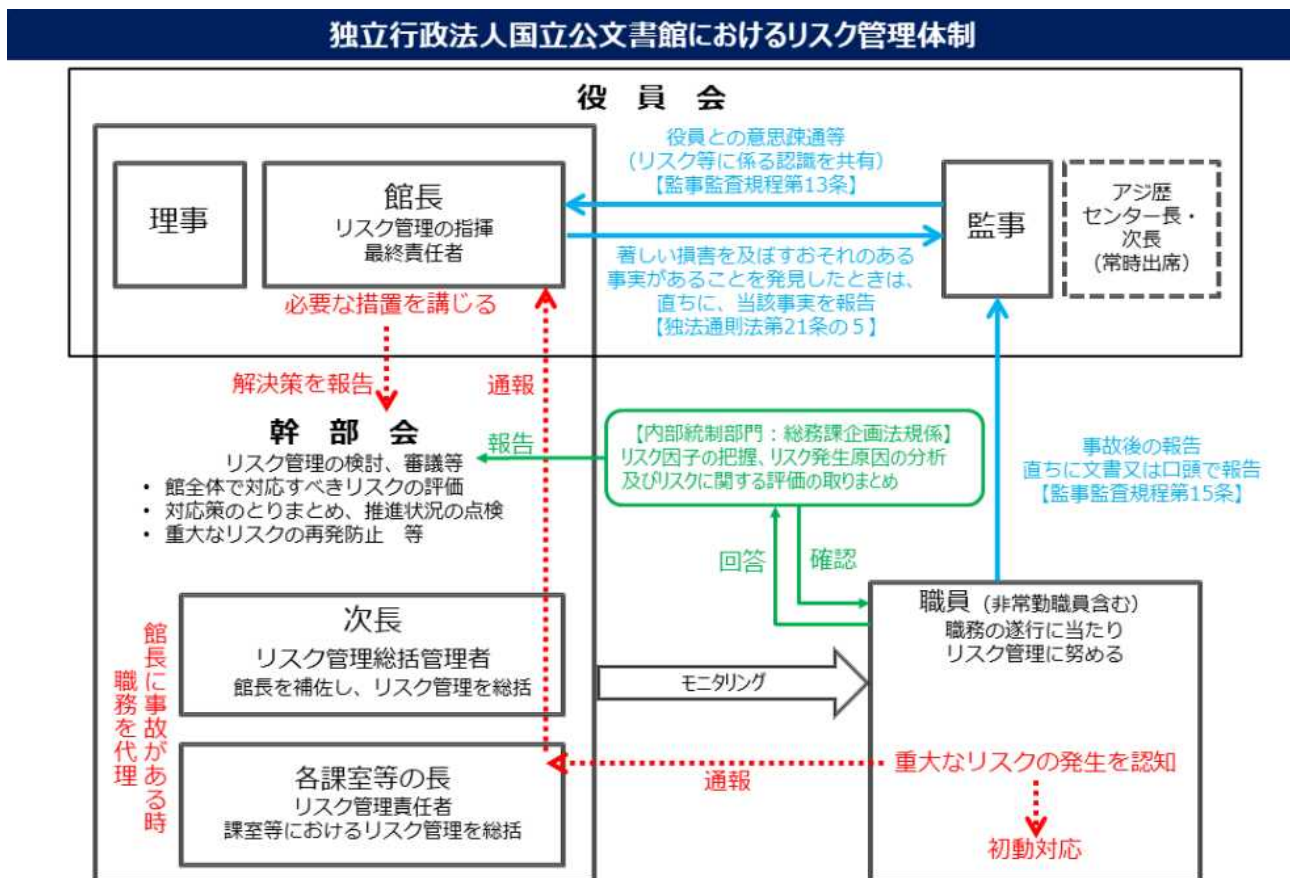 独立行政法人国立公文書館におけるリスク管理体制
役　員　会
理事
館長
リスク管理の指揮
最終責任者
役員との意思疎通等
(リスク等に係る認識を共有)
【監事監査規程第13条】
著しい損害を及ぼすおそれのある
事実があることを発見したときは、
直ちに、当該事実を報告
【独法通則法第21条の５】
監事
アジ歴
センター長・
次長
(常時出席)
必要な措置を講じる
解決策を報告
通報
幹　部　会
リスク管理の検討、審議等
• 館全体で対応すべきリスクの評価
• 対応策のとりまとめ、推進状況の点検
• 重大なリスクの再発防止　等
報告
【内部統制部門：総務課企画法規係】
リスク因子の把握、リスク発生原因の分析
及びリスクに関する評価の取りまとめ
事故後の報告
直ちに文書又は口頭で報告
【監事監査規程第15条】
回答
確認
館長に事故がある時
職務を代理
次長
リスク管理総括管理者
館長を補佐し、リスク管理を総括
モニタリング
職員（非常勤職員含む）
職務の遂行に当たり
リスク管理に努める
各課室等の長
リスク管理責任者
課室等におけるリスク管理を総括
通報
重大なリスクの発生を認知
初動対応